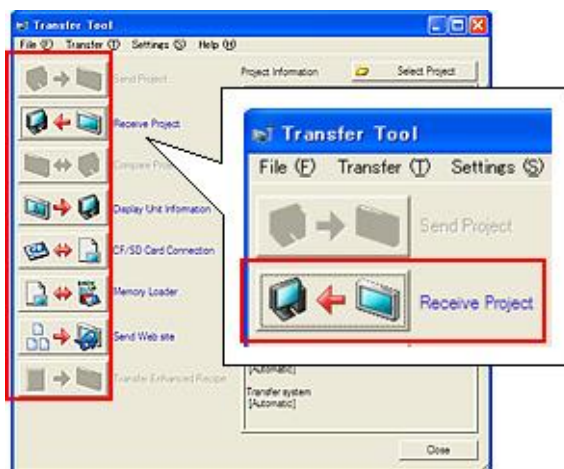 Transfer Tool
File (F) Transfer (T) Settings (S) Help (H)
Send Project
Project Information
Select Project
Receive Project
Compare Project
Display Unit Information
CF/SD Card Connection
Memory Loader
Send Web site
Transfer Enhanced Recipe
[Automatic]
Transfer system
[Automatic]
Close
Transfer Tool
File (F) Transfer (T) Settings (S)
Send Project
Receive Project